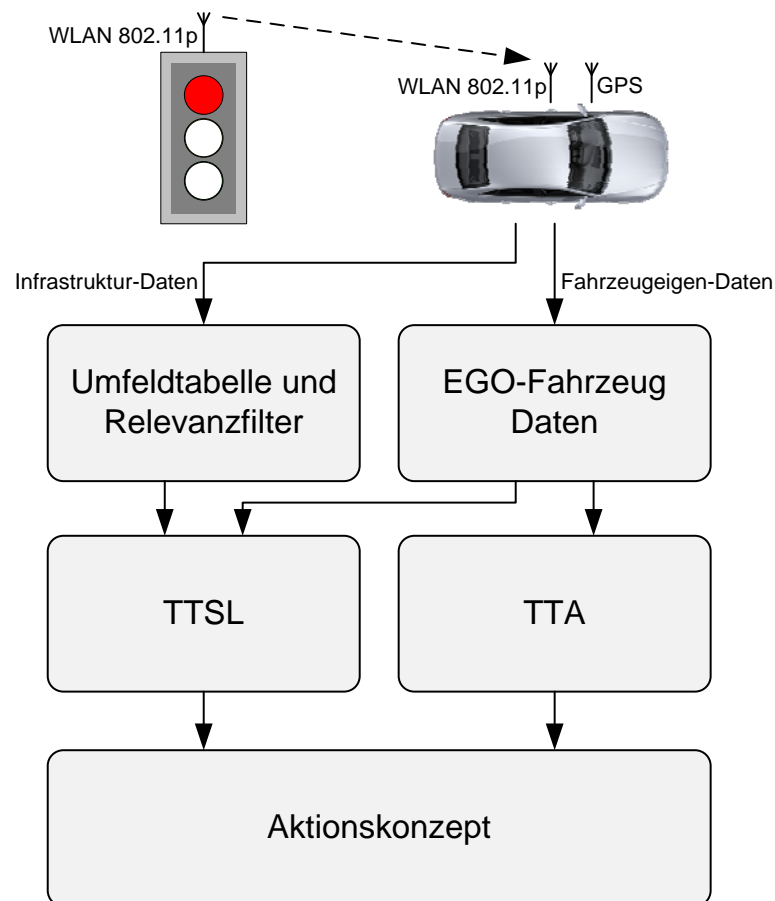 WLAN 802.11p
WLAN 802.11p
GPS
Infrastruktur-Daten
Fahrzeugeigen-Daten
Umfeldtabelle und
Relevanzfilter
EGO-Fahrzeug
Daten
TTSL
TTA
Aktionskonzept